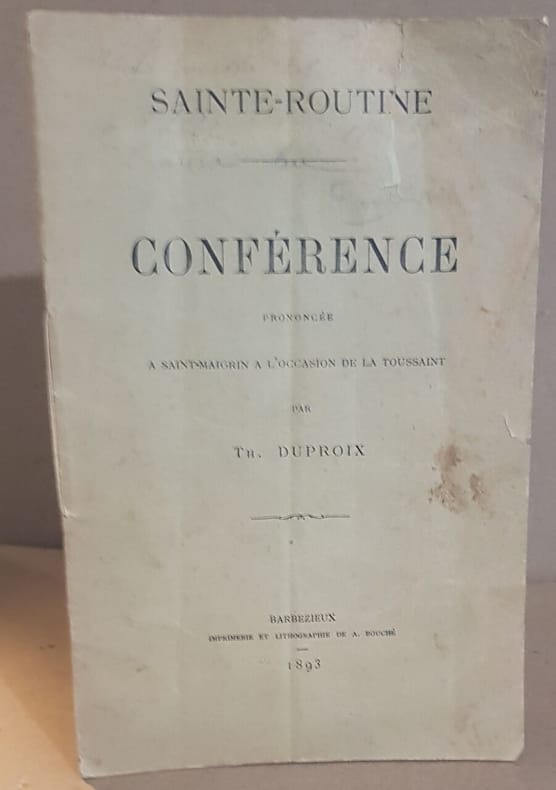 SAINTE-ROUTINE
CONFÉRENCE
PRONONCÉE
A SAINT-MAIGRIN A L'OCCASION DE LA TOUSSAINT
PAR
TH. DUPROIX
BARBEZIEUX
IMPRIMERIE ET LITHOGRAPHIE DE A. BOUCHÉ
1893